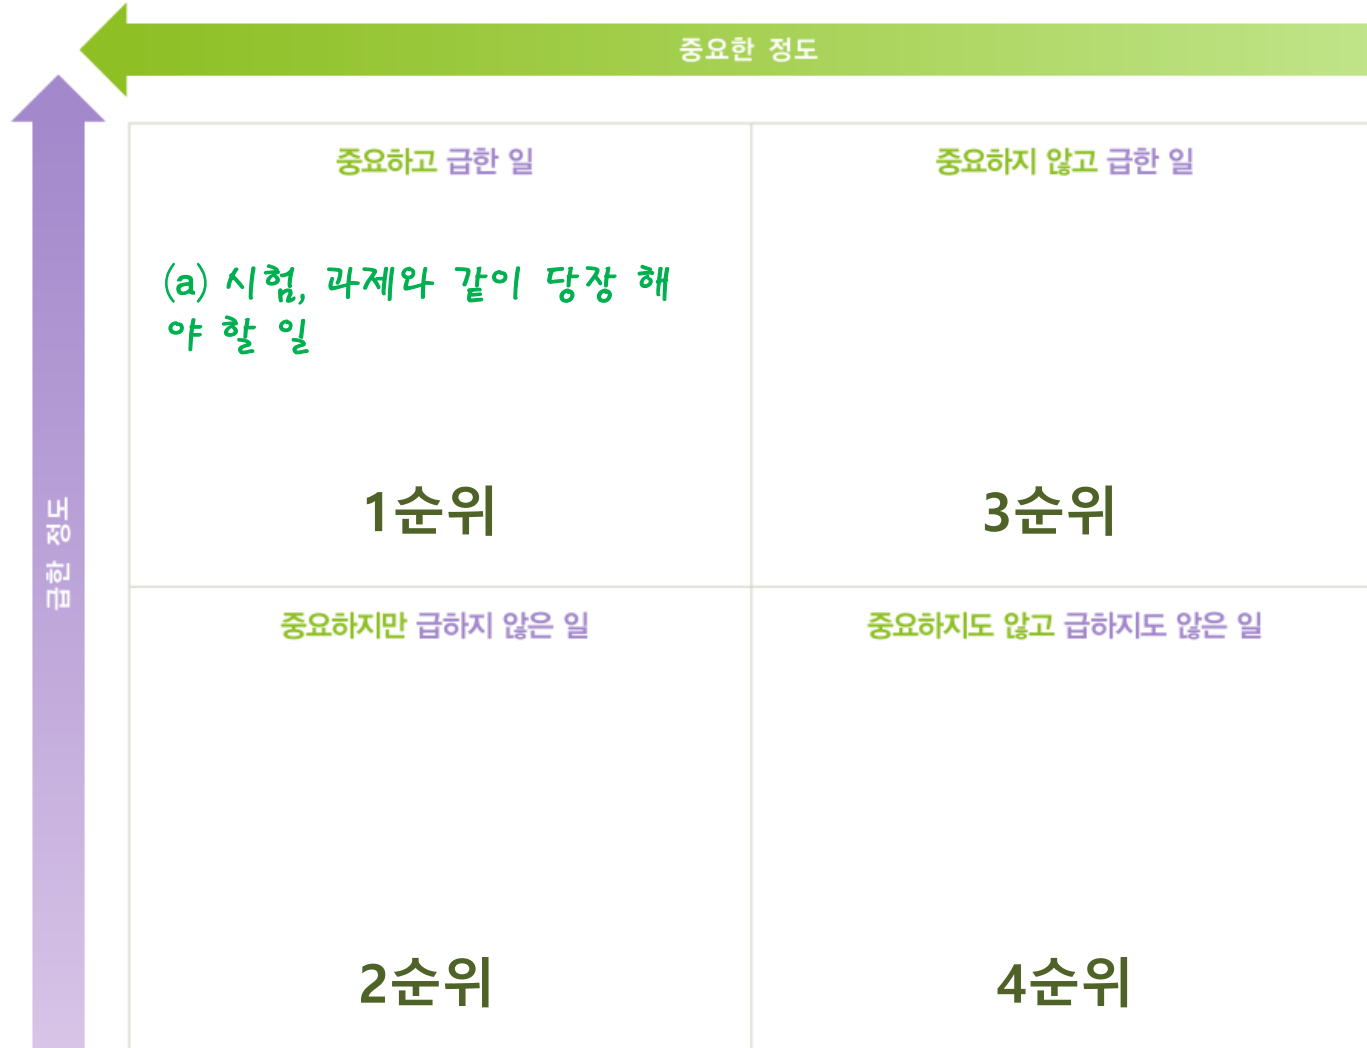 중요한 정도
급한 정도
중요하고 급한 일
(a) 시험, 과제와 같이 당장 해
야 할 일
1순위
중요하지 않고 급한 일
3순위
중요하지만 급하지 않은 일
2순위
중요하지도 않고 급하지도 않은 일
4순위